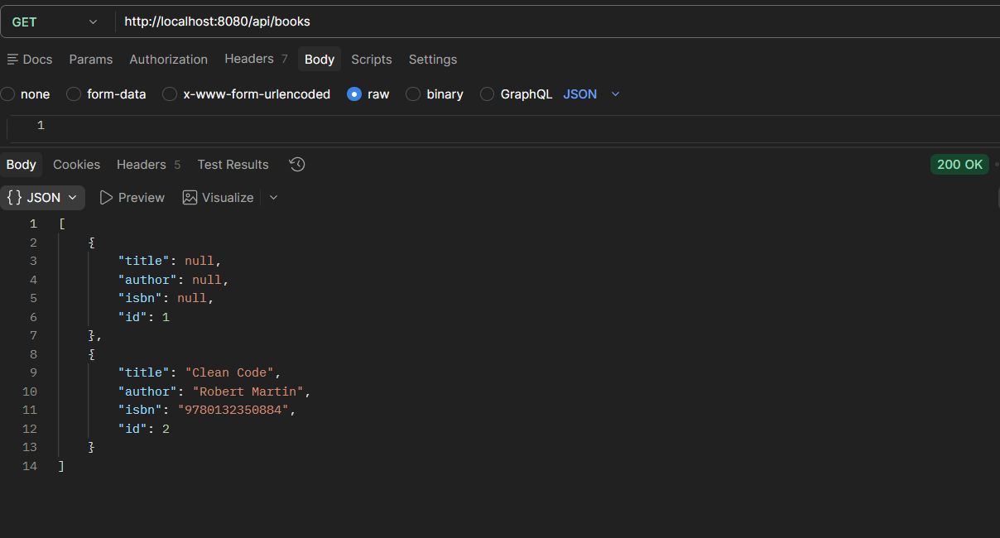 GET http://localhost:8080/api/books
Docs Params Authorization Headers 7 Body Scripts Settings
none form-data x-www-form-urlencoded raw binary GraphQL JSON
1
Body Cookies Headers 5 Test Results 200 OK
{} JSON Preview Visualize
1 [
2 {
3 "title": null,
4 "author": null,
5 "isbn": null,
6 "id": 1
7 },
8 {
9 "title": "Clean Code",
10 "author": "Robert Martin",
11 "isbn": "9780132350884",
12 "id": 2
13 }
14 ]